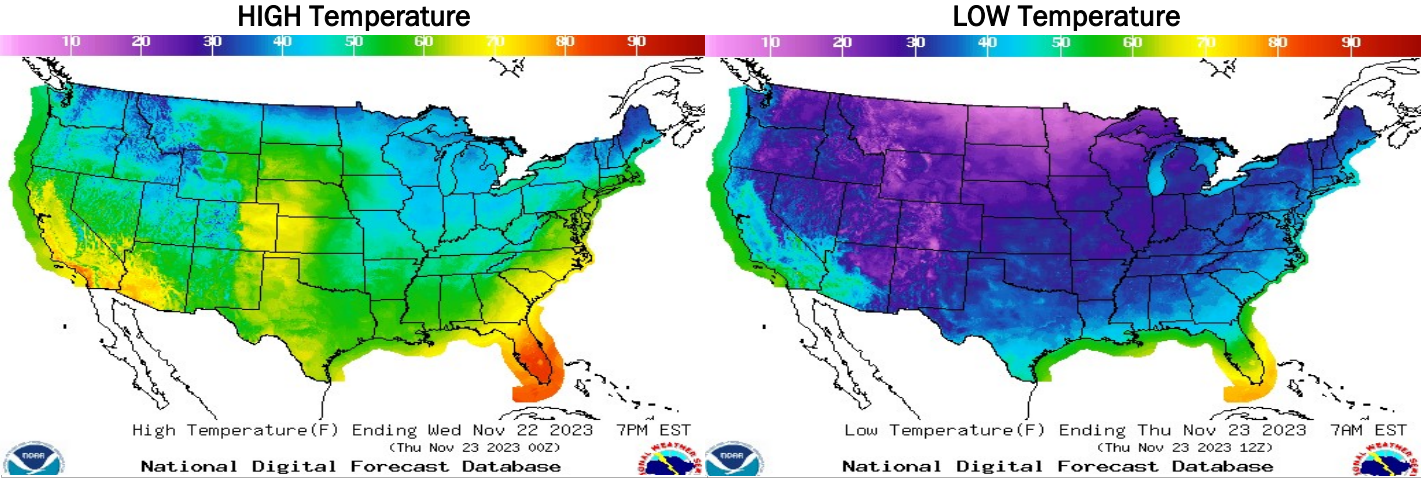 HIGH Temperature
LOW Temperature
10 20 30 40 50 60 70 80 90
10 20 30 40 50 60 70 80 90
High Temperature(F) Ending Wed Nov 22 2023 7PM EST
(Thu Nov 23 2023 00Z)
NOAA
National Digital Forecast Database
Low Temperature(F) Ending Thu Nov 23 2023 7AM EST
(Thu Nov 23 2023 12Z)
NOAA
National Digital Forecast Database